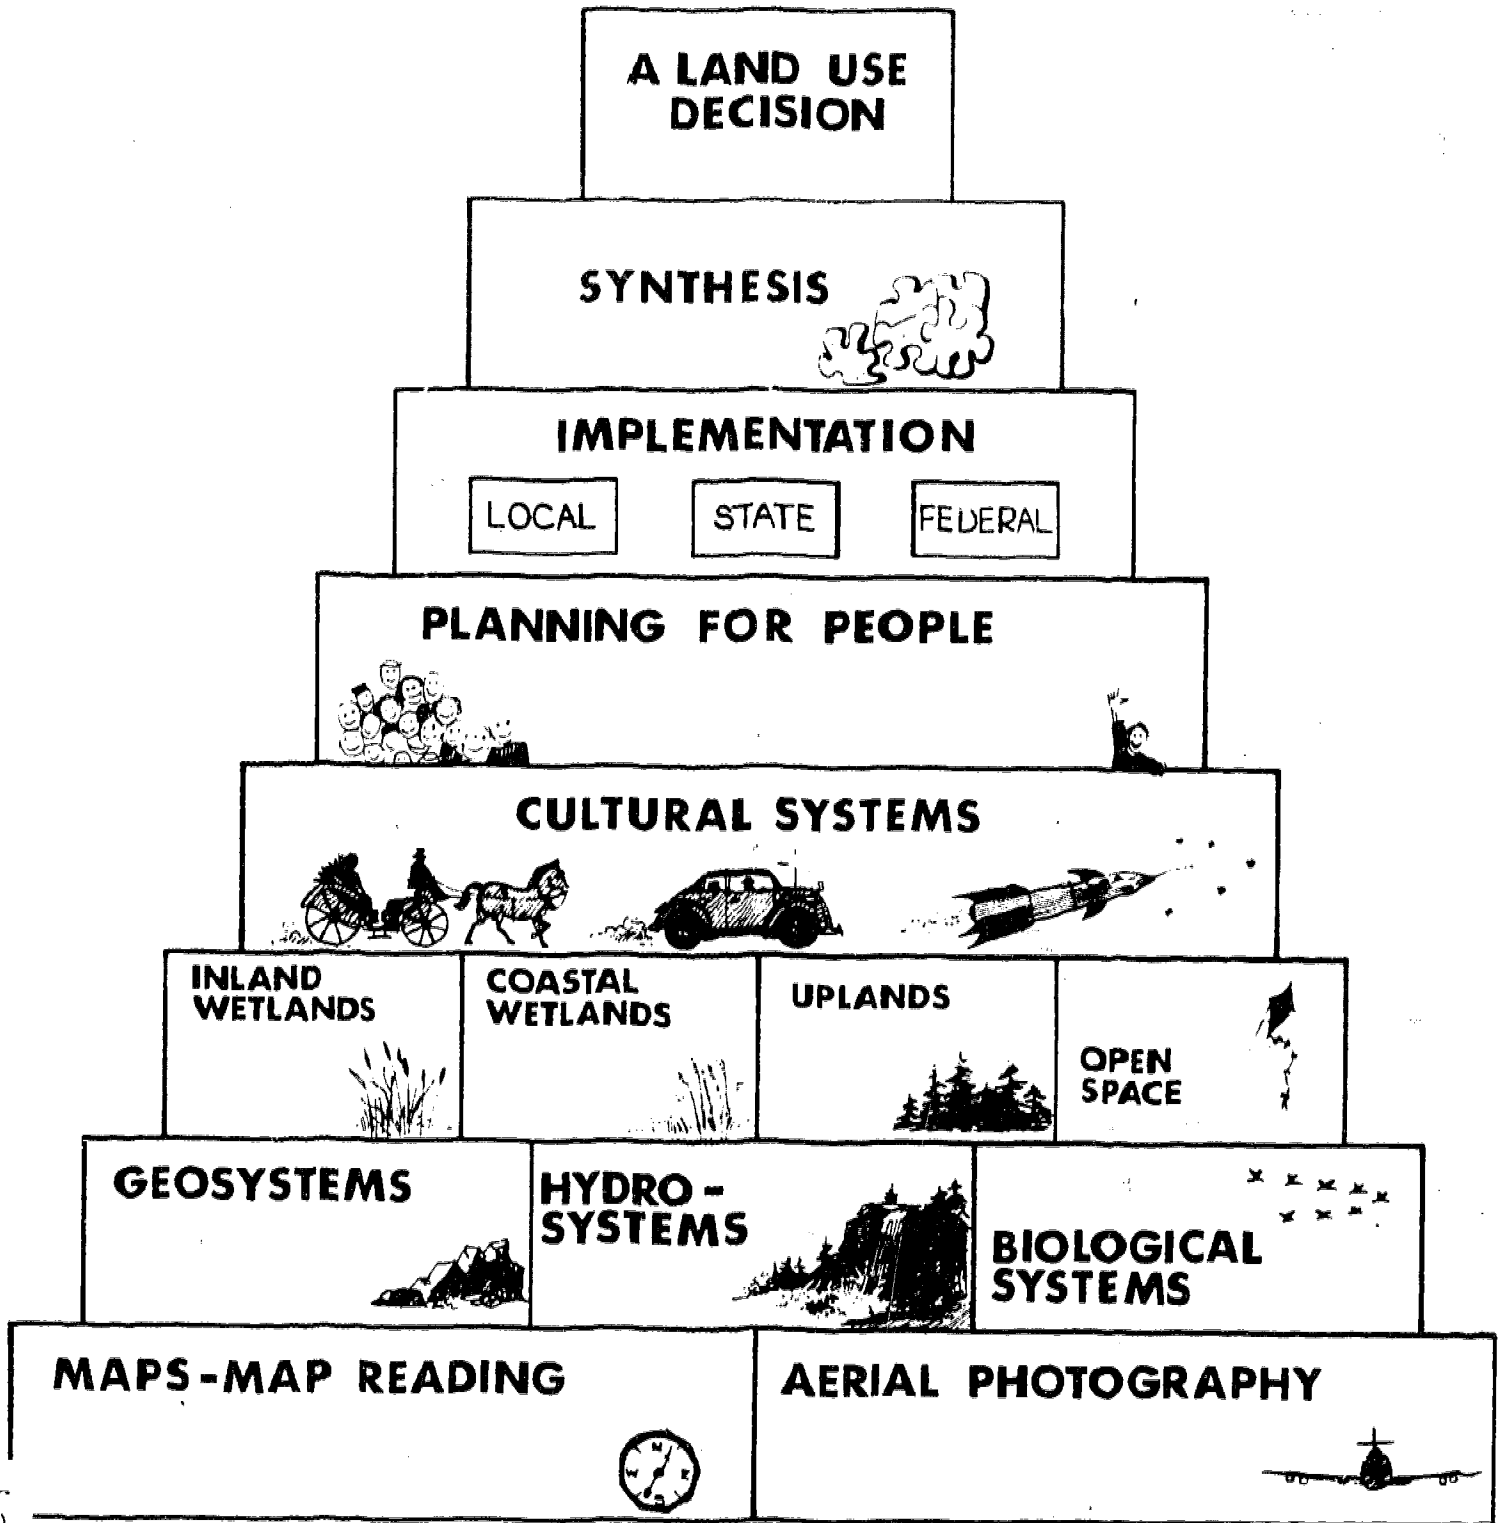 A LAND USE
DECISION
SYNTHESIS
IMPLEMENTATION
LOCAL
STATE
FEDERAL
PLANNING FOR PEOPLE
CULTURAL SYSTEMS
INLAND
WETLANDS
COASTAL
WETLANDS
UPLANDS
OPEN
SPACE
GEOSYSTEMS
HYDRO-
SYSTEMS
BIOLOGICAL
SYSTEMS
MAPS-MAP READING
N
W
E
S
AERIAL PHOTOGRAPHY